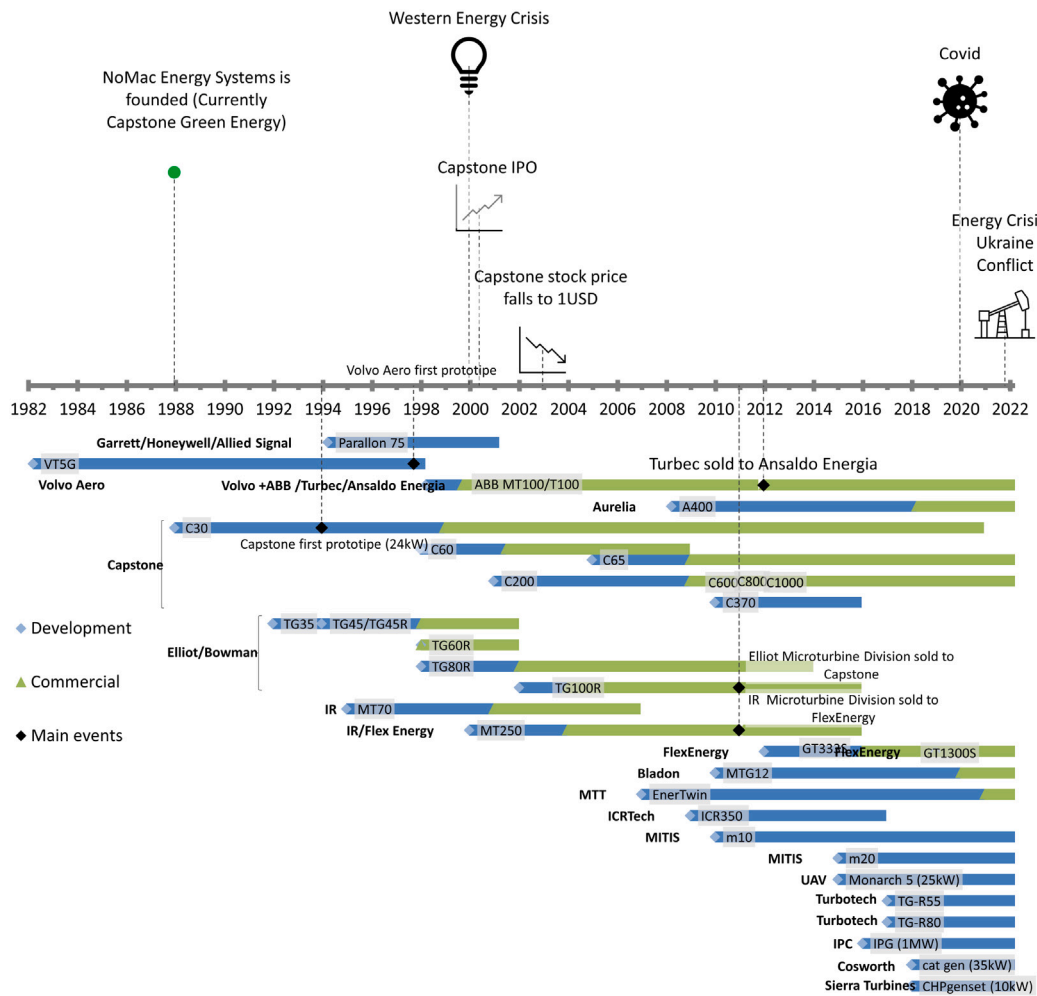 Western Energy Crisis
Covid
NoMac Energy Systems is
founded (Currently
Capstone Green Energy)
Capstone IPO
Energy Crisi
Ukraine
Conflict
Capstone stock price
falls to 1USD
Volvo Aero first prototipe
1982 1984 1986 1988 1990 1992 1994 1996 1998 2000 2002 2004 2006 2008 2010 2012 2014 2016 2018 2020 2022
Garrett/Honeywell/Allied Signal Parallon 75
VT5G
Turbec sold to Ansaldo Energia
Volvo Aero
Volvo +ABB /Turbec/Ansaldo Energia ABB MT100/T100
Aurelia A400
C30
Capstone first prototipe (24kW)
C60
Capstone
C65
C200 C600 C800 C1000
C370
Development
TG35 TG45/TG45R
Elliot/Bowman
TG60R
Elliot Microturbine Division sold to
Capstone
TG80R
Commercial
TG100R
IR Microturbine Division sold to
FlexEnergy
IR MT70
Main events
IR/Flex Energy MT250
FlexEnergy GT333S FlexEnergy GT1300S
Bladon MTG12
MTT EnerTwin
ICRTech ICR350
MITIS m10
MITIS m20
UAV Monarch 5 (25kW)
Turbotech TG-R55
Turbotech TG-R80
IPC IPG (1MW)
Cosworth cat gen (35kW)
Sierra Turbines CHPgenset (10kW)